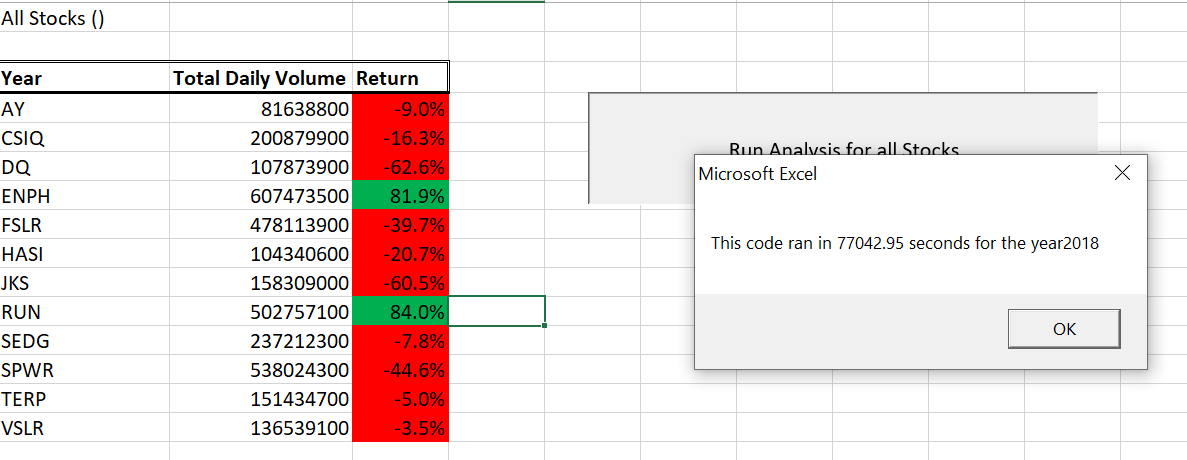 All Stocks ()
Year Total Daily Volume Return
AY 81638800 -9.0%
CSIQ 200879900 -16.3%
DQ 107873900 -62.6%
ENPH 607473500 81.9%
FSLR 478113900 -39.7%
HASI 104340600 -20.7%
JKS 158309000 -60.5%
RUN 502757100 84.0%
SEDG 237212300 -7.8%
SPWR 538024300 -44.6%
TERP 151434700 -5.0%
VSLR 136539100 -3.5%
Run Analysis for all Stocks
Microsoft Excel
This code ran in 77042.95 seconds for the year2018
OK